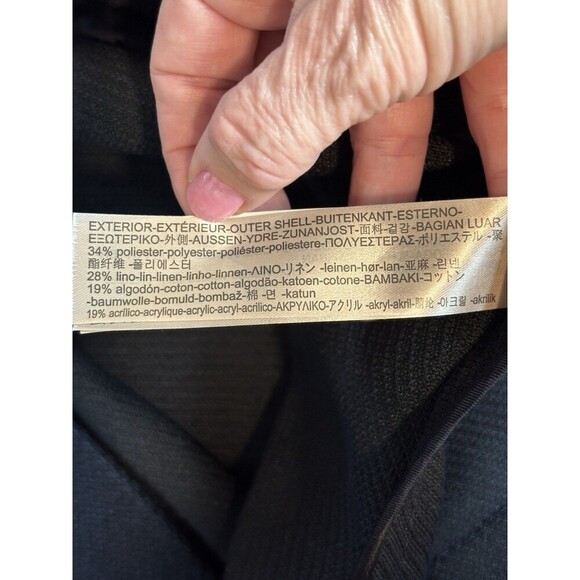 EXTERIOR-EXTÉRIEUR-OUTER SHELL-BUITENKANT-ESTERNO-
ΕΞΩΤΕΡΙΚΟ-外側-AUSSEN-YDRE-ZUNANJOST-面料-겉감-BAGIAN LUAR
34% poliester-polyester-poliéster-poliestere-ΠΟΛΥΕΣΤΕΡΑΣ-ポリエステル -聚
酯纤维 -폴리에스터
28% lino-lin-linen-linho-linnen-ΛΙΝΟ-リネン -leinen-hør-lan-亚麻 -린넨
19% algodón-coton-cotton-algodão-katoen-cotone-ΒΑΜΒΑΚΙ-コットン
-baumwolle-bomuld-bombaž-棉 -면 -katun
19% acrílico-acrylique-acrylic-acryl-acrilico-ΑΚΡΥΛΙΚΟ-アクリル -akryl-akril-腈纶 -아크릴 -akrilik